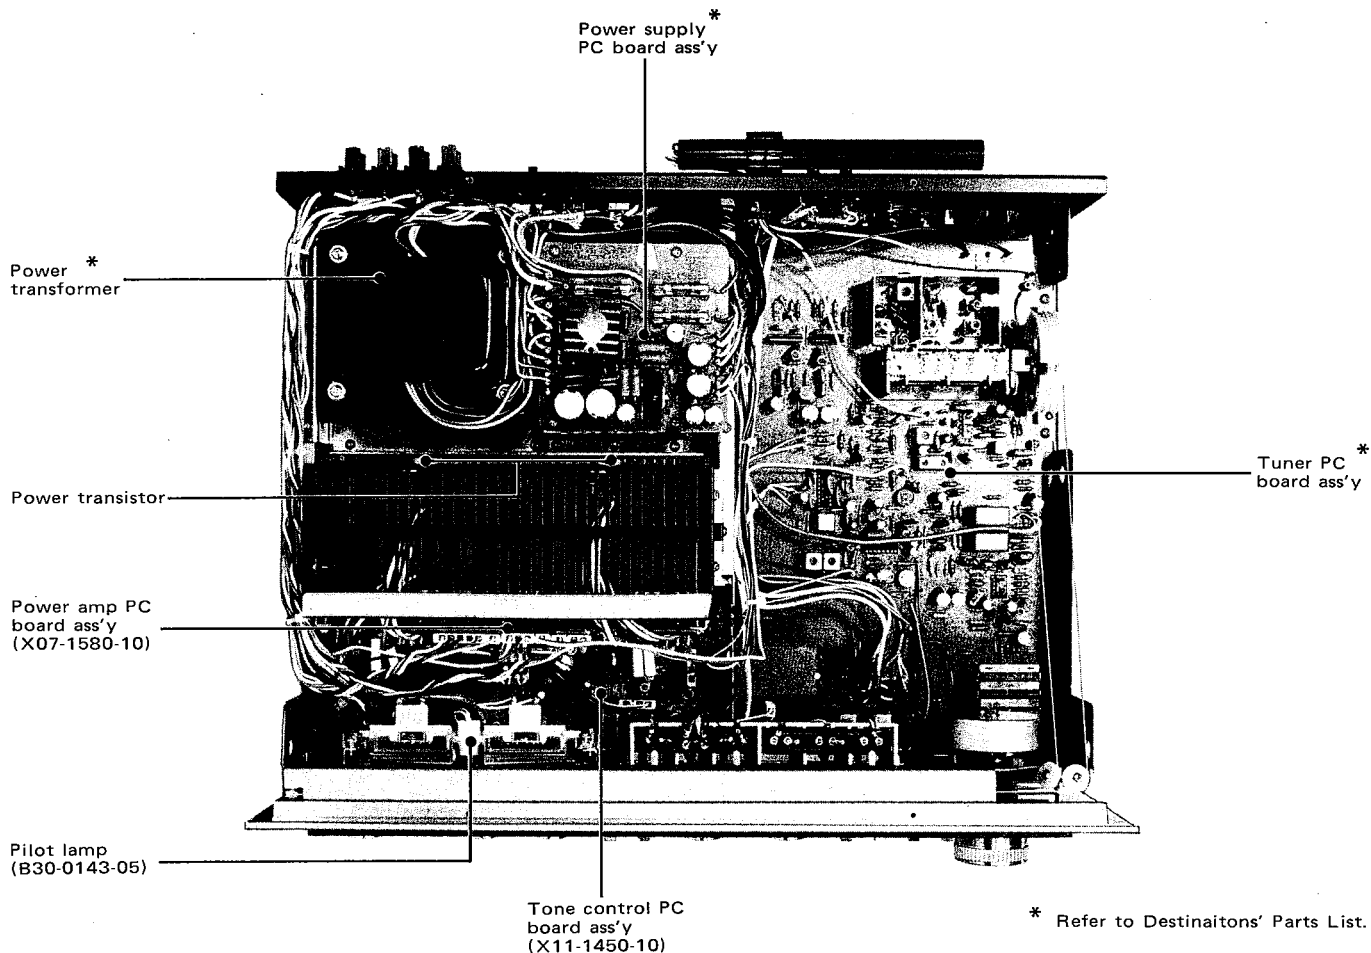 Power supply *
PC board ass'y
Power *
transformer
Power transistor
Tuner PC *
board ass'y
Power amp PC
board ass'y
(X07-1580-10)
Pilot lamp
(B30-0143-05)
Tone control PC
board ass'y
(X11-1450-10)
* Refer to Destinaitons' Parts List.